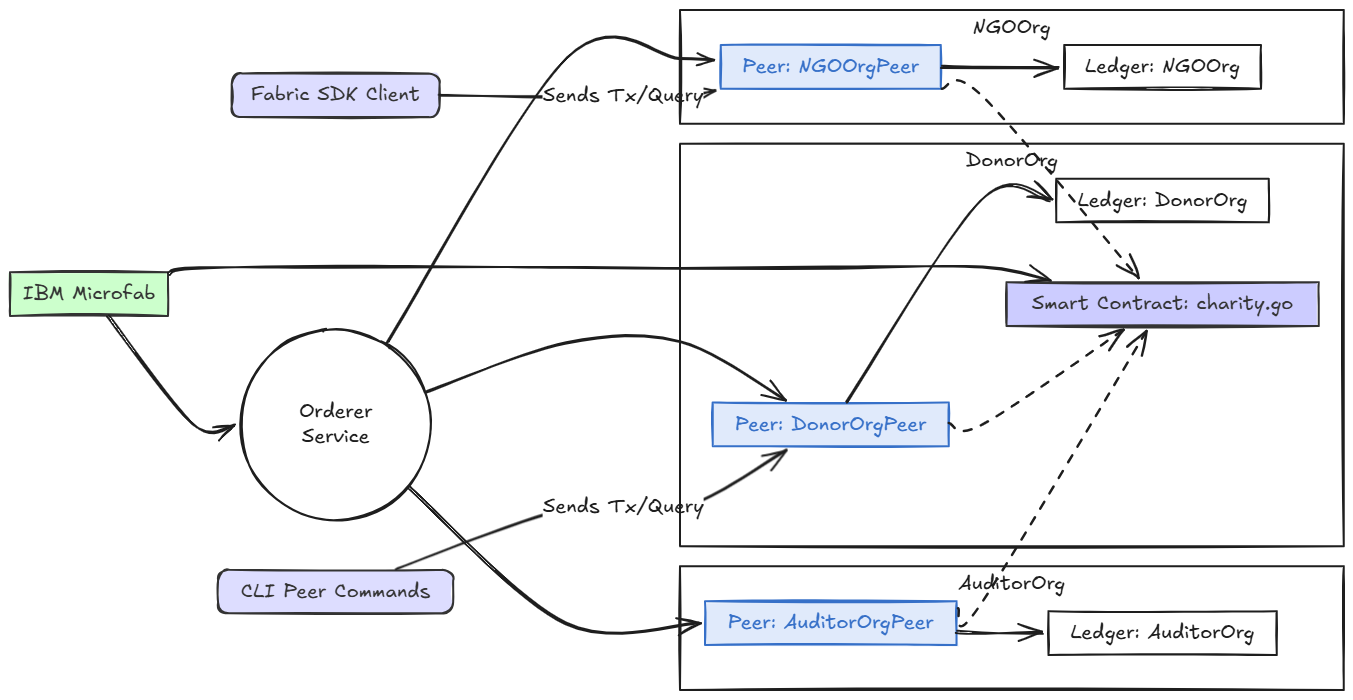 NGOOrg
Peer: NGOOrgPeer
Ledger: NGOOrg
Fabric SDK Client
Sends Tx/Query
DonorOrg
Ledger: DonorOrg
IBM Microfab
Smart Contract: charity.go
Orderer
Service
Peer: DonorOrgPeer
Sends Tx/Query
CLI Peer Commands
AuditorOrg
Peer: AuditorOrgPeer
Ledger: AuditorOrg